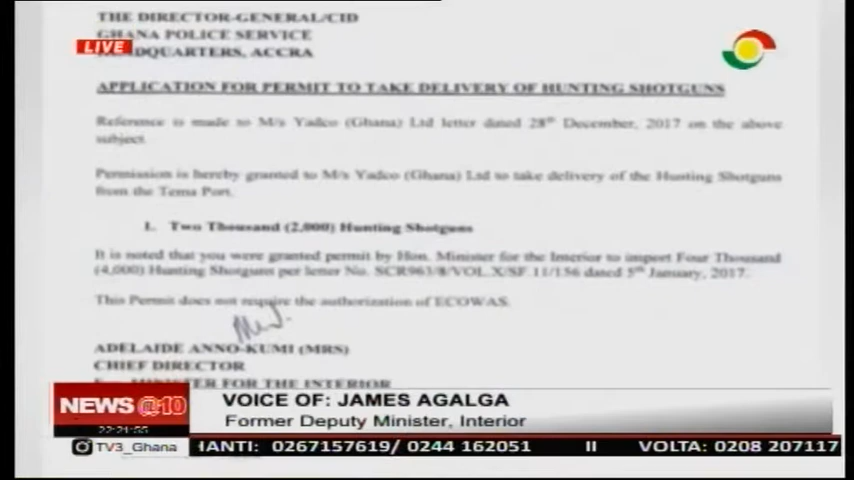 THE DIRECTOR-GENERAL/CID
GHANA POLICE SERVICE
LIVE
HEADQUARTERS, ACCRA
APPLICATION FOR PERMIT TO TAKE DELIVERY OF HUNTING SHOTGUNS
Reference is made to M/s Yadco (Ghana) Ltd letter dated 28th December, 2017 on the above
subject.
Permission is hereby granted to M/s Yadco (Ghana) Ltd to take delivery of the Hunting Shotguns
from the Tema Port.
1. Two Thousand (2,000) Hunting Shotguns
It is noted that you were granted permit by Hon. Minister for the Interior to import Four Thousand
(4,000) Hunting Shotguns per letter No. SCR963/8/VOL.X/SF 11/156 dated 5th January, 2017.
This Permit does not require the authorization of ECOWAS.
ADELAIDE ANNO-KUMI (MRS)
CHIEF DIRECTOR
MINISTER FOR THE INTERIOR
NEWS@10
VOICE OF: JAMES AGALGA
Former Deputy Minister, Interior
22:21:55
TV3_Ghana
HANTI: 0267157619/ 0244 162051 II VOLTA: 0208 207117